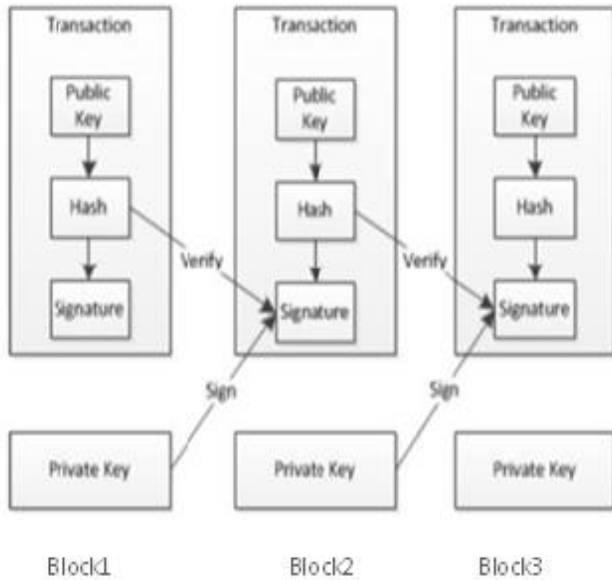 Transaction
Public
Key
Hash
Signature
Private Key
Block1
Verify
Sign
Transaction
Public
Key
Hash
Signature
Private Key
Block2
Verify
Sign
Transaction
Public
Key
Hash
Signature
Private Key
Block3